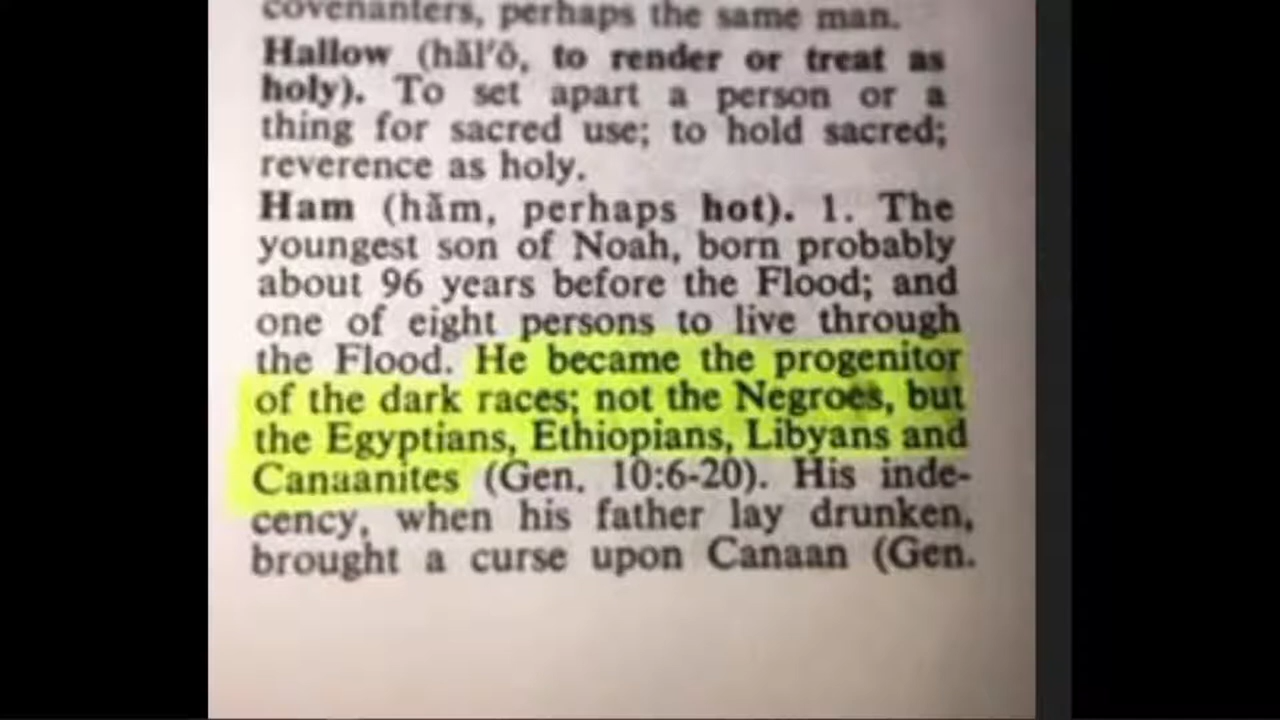 covenanters, perhaps the same man.
Hallow (hăl'ō, to render or treat as
holy). To set apart a person or a
thing for sacred use; to hold sacred;
reverence as holy.
Ham (hăm, perhaps hot). 1. The
youngest son of Noah, born probably
about 96 years before the Flood; and
one of eight persons to live through
the Flood. He became the progenitor
of the dark races; not the Negroes, but
the Egyptians, Ethiopians, Libyans and
Canaanites (Gen. 10:6-20). His inde-
cency, when his father lay drunken,
brought a curse upon Canaan (Gen.